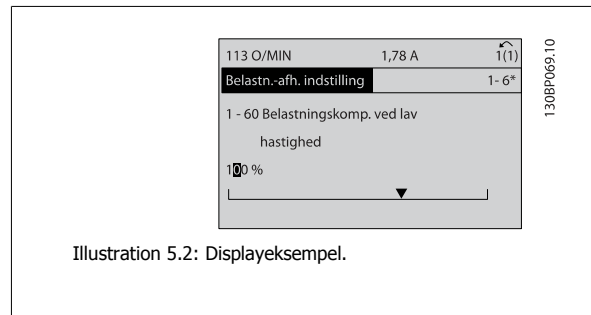 113 O/MIN 1,78 A 1(1)
Belastn.-afh. indstilling 1- 6*
1 - 60 Belastningskomp. ved lav
hastighed
100 %
130BP069.10
Illustration 5.2: Displayeksempel.